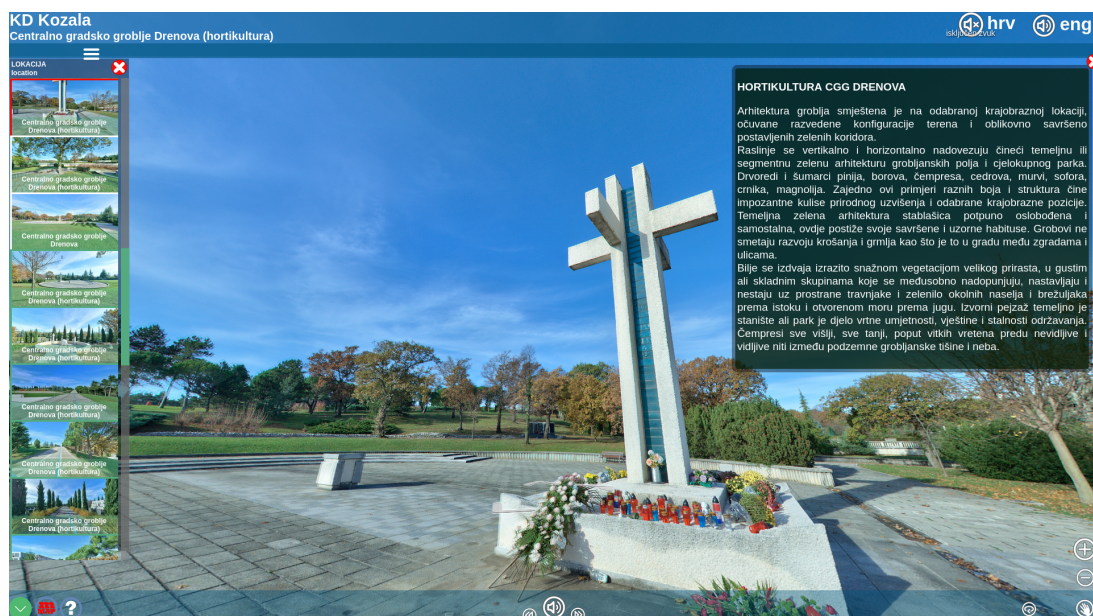 KD Kozala
Centralno gradsko groblje Drenova (hortikultura)
hrv
isključen zvuk
eng
LOKACIJA
location
Centralno gradsko groblje
Drenova (hortikultura)
Centralno gradsko groblje
Drenova (hortikultura)
Centralno gradsko groblje
Drenova
Centralno gradsko groblje
Drenova (hortikultura)
Centralno gradsko groblje
Drenova (hortikultura)
Centralno gradsko groblje
Drenova (hortikultura)
Centralno gradsko groblje
Drenova (hortikultura)
Centralno gradsko groblje
Drenova (hortikultura)
HORTIKULTURA CGG DRENOVA
Arhitektura groblja smještena je na odabranoj krajobraznoj lokaciji,
očuvane razvedene konfiguracije terena i oblikovno savršeno
postavljenih zelenih koridora.
Raslinje se vertikalno i horizontalno nadovezuju čineći temeljnu ili
segmentnu zelenu arhitekturu grobljanskih polja i cjelokupnog parka.
Drvoredi i šumarci pinija, borova, čempresa, cedrova, murvi, sofora,
crnika, magnolija. Zajedno ovi primjeri raznih boja i struktura čine
impozantne kulise prirodnog uzvišenja i odabrane krajobrazne pozicije.
Temeljna zelena arhitektura stablašica potpuno oslobođena i
samostalna, ovdje postiže svoje savršene i uzorne habituse. Grobovi ne
smetaju razvoju krošanja i grmlja kao što je to u gradu među zgradama i
ulicama.
Bilje se izdvaja izrazito snažnom vegetacijom velikog prirasta, u gustim
ali skladnim skupinama koje se međusobno nadopunjuju, nastavljaju i
nestaju uz prostrane travnjake i zelenilo okolnih naselja i brežuljaka
prema istoku i otvorenom moru prema jugu. Izvorni pejzaž temeljno je
stanište ali park je djelo vrtne umjetnosti, vještine i stalnosti održavanja.
Čempresi sve višlji, sve tanji, poput vitkih vretena predu nevidljive i
vidljive niti između podzemne grobljanske tišine i neba.
m
?